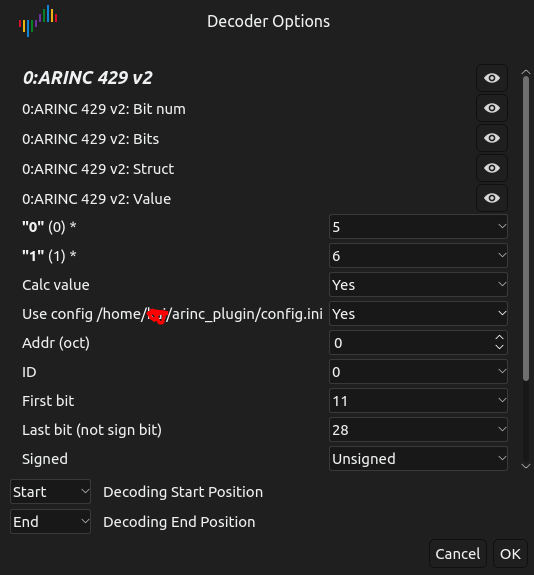 Decoder Options
0:ARINC 429 v2
0:ARINC 429 v2: Bit num
0:ARINC 429 v2: Bits
0:ARINC 429 v2: Struct
0:ARINC 429 v2: Value
"0" (0) * 5
"1" (1) * 6
Calc value Yes
Use config /home/ /arinc_plugin/config.ini Yes
Addr (oct) 0
ID 0
First bit 11
Last bit (not sign bit) 28
Signed Unsigned
Start Decoding Start Position
End Decoding End Position
Cancel OK